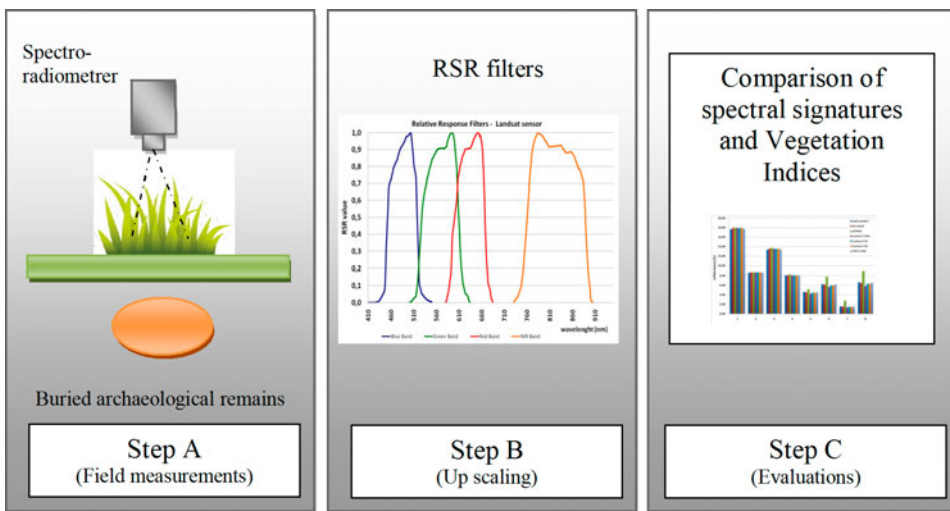 Spectro-
radiometrer
Buried archaeological remains
Step A
(Field measurements)
RSR filters
Relative Response Filters - Landsat sensor
RSR value
1,0
0,9
0,8
0,7
0,6
0,5
0,4
0,3
0,2
0,1
0,0
410
460
510
560
610
660
710
760
810
860
910
wavelenght (nm)
Blue Band
Green Band
Red Band
NIR Band
Step B
(Up scaling)
Comparison of
spectral signatures
and Vegetation
Indices
Step C
(Evaluations)